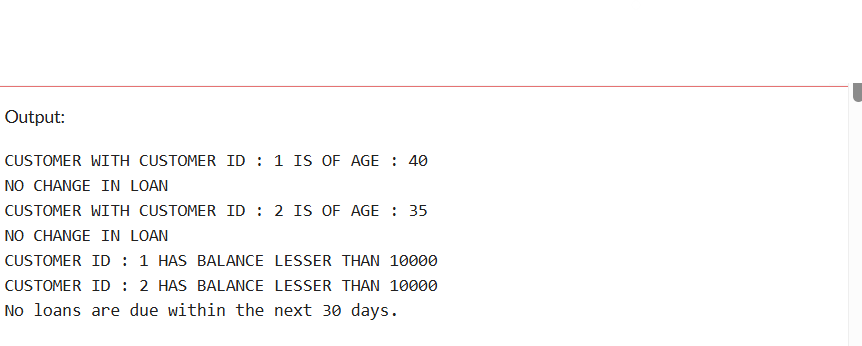 Output:
CUSTOMER WITH CUSTOMER ID : 1 IS OF AGE : 40
NO CHANGE IN LOAN
CUSTOMER WITH CUSTOMER ID : 2 IS OF AGE : 35
NO CHANGE IN LOAN
CUSTOMER ID : 1 HAS BALANCE LESSER THAN 10000
CUSTOMER ID : 2 HAS BALANCE LESSER THAN 10000
No loans are due within the next 30 days.